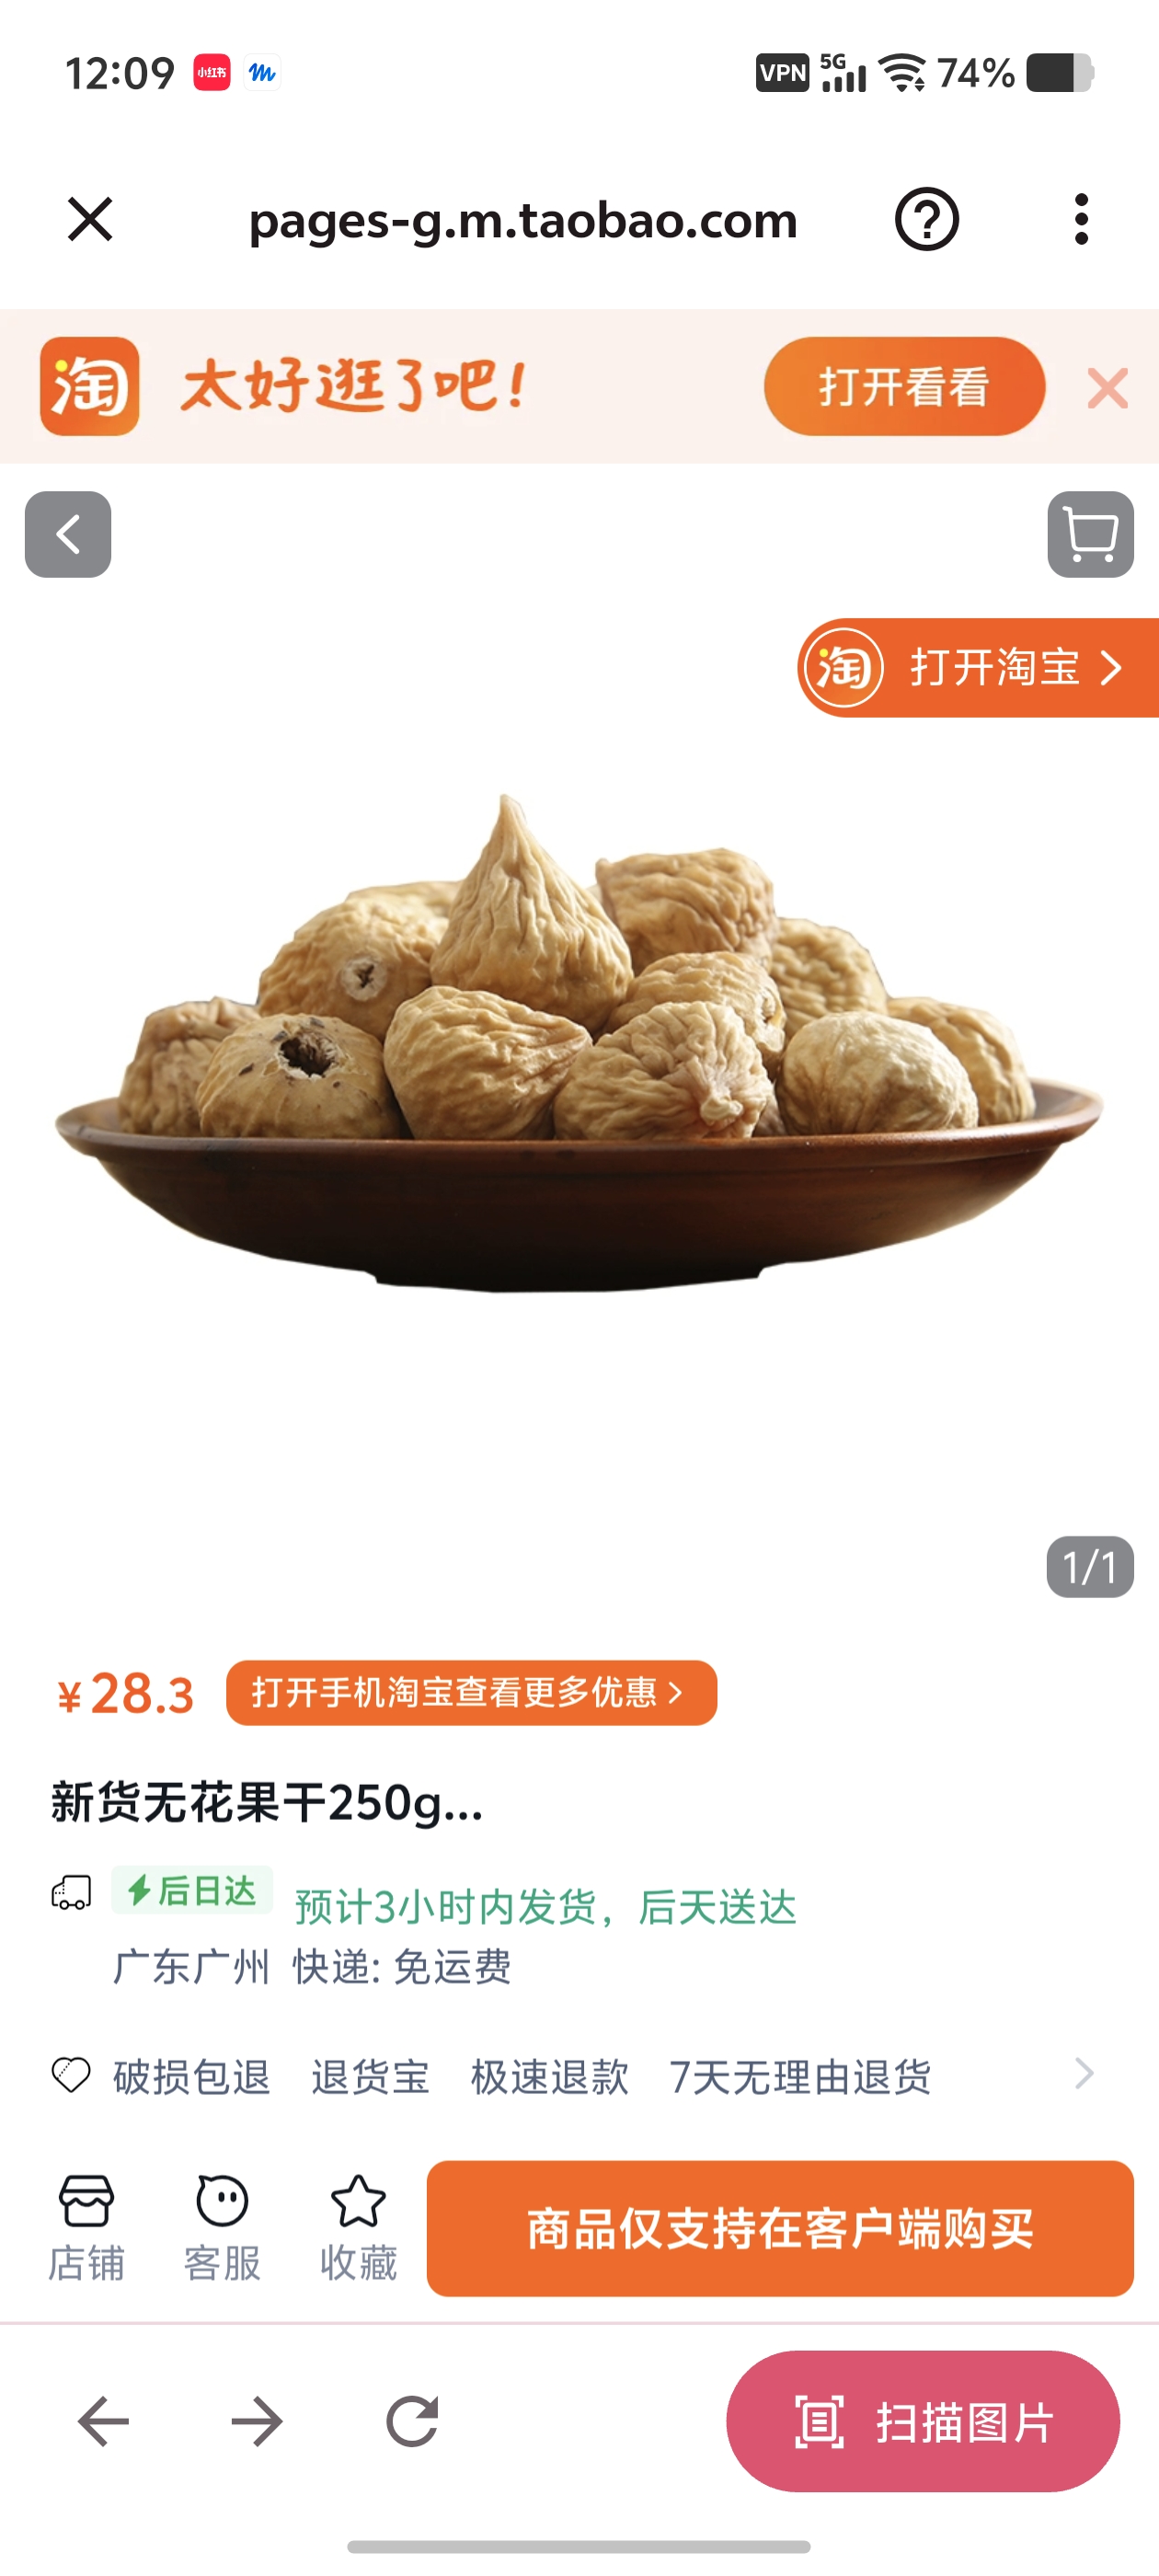 12:09 小红书 VPN 5G 74%
pages-g.m.taobao.com
淘 太好逛了吧! 打开看看
淘 打开淘宝
1/1
¥28.3 打开手机淘宝查看更多优惠
新货无花果干250g...
后日达 预计3小时内发货，后天送达
广东广州 快递: 免运费
破损包退 退货宝 极速退款 7天无理由退货
店铺 客服 收藏 商品仅支持在客户端购买
扫描图片